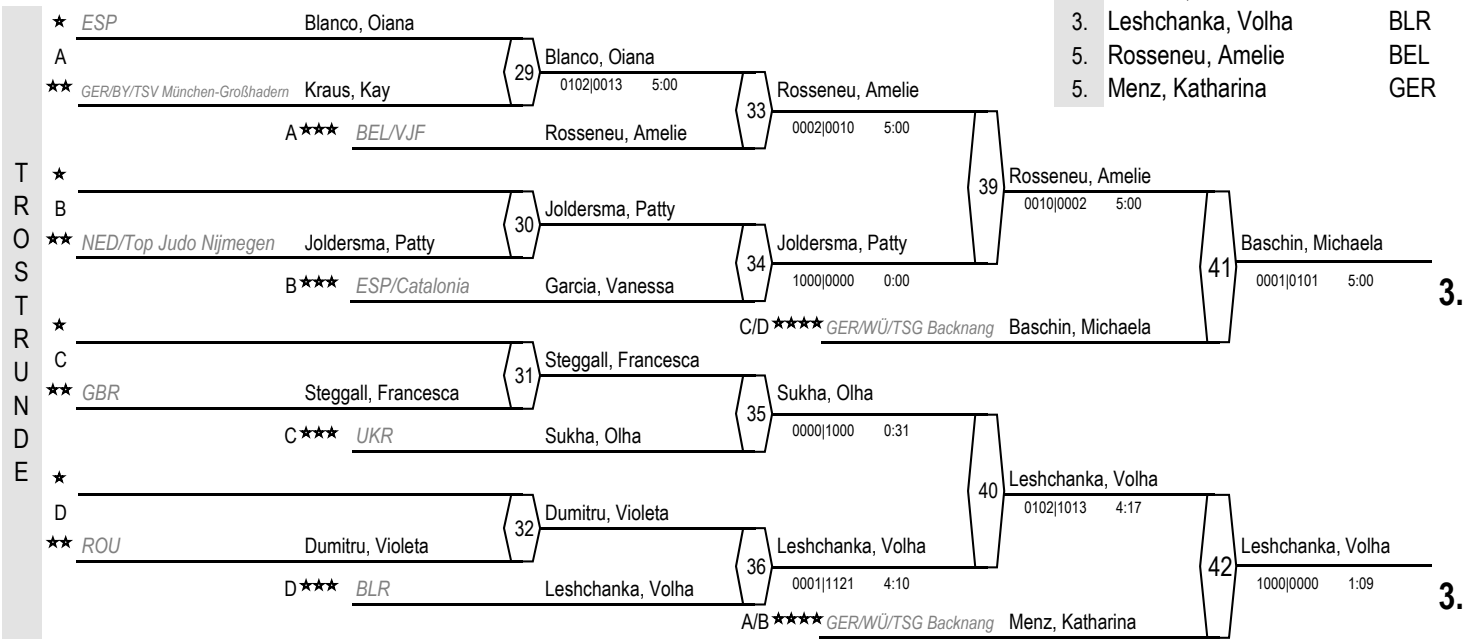 3. Leshchanka, Volha BLR
5. Rosseneu, Amelie BEL
5. Menz, Katharina GER
TROSTRUNDE
★ ESP Blanco, Oiana
A
★★ GER/BY/TSV München-Großhadern Kraus, Kay
29 Blanco, Oiana
0102|0013 5:00
A★★★ BEL/VJF Rosseneu, Amelie
33 Rosseneu, Amelie
0002|0010 5:00
★
B
★★ NED/Top Judo Nijmegen Joldersma, Patty
30 Joldersma, Patty
B★★★ ESP/Catalonia Garcia, Vanessa
34 Joldersma, Patty
1000|0000 0:00
39 Rosseneu, Amelie
0010|0002 5:00
C/D★★★★ GER/WÜ/TSG Backnang Baschin, Michaela
41 Baschin, Michaela
0001|0101 5:00
3.
★
C
★★ GBR Steggall, Francesca
31 Steggall, Francesca
C★★★ UKR Sukha, Olha
35 Sukha, Olha
0000|1000 0:31
★
D
★★ ROU Dumitru, Violeta
32 Dumitru, Violeta
D★★★ BLR Leshchanka, Volha
36 Leshchanka, Volha
0001|1121 4:10
40 Leshchanka, Volha
0102|1013 4:17
A/B★★★★ GER/WÜ/TSG Backnang Menz, Katharina
42 Leshchanka, Volha
1000|0000 1:09
3.